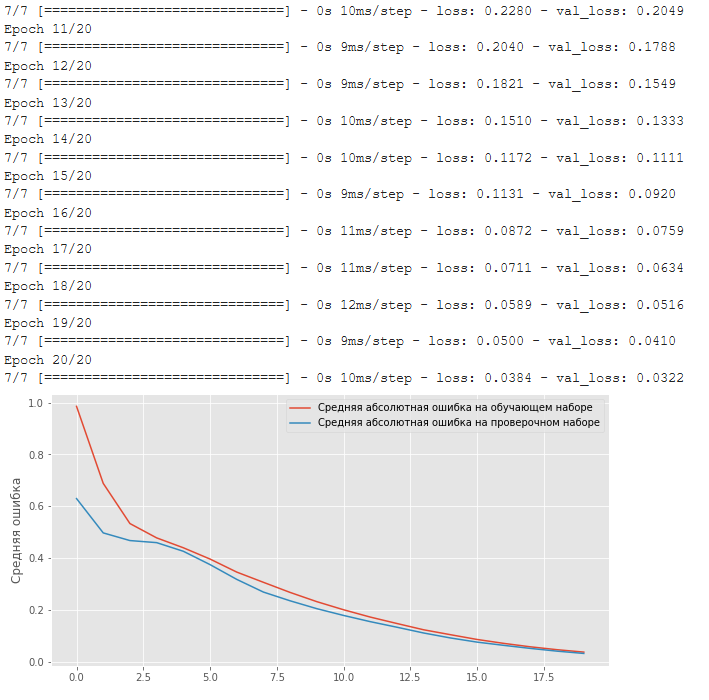 7/7 [==============================] - 0s 10ms/step - loss: 0.2280 - val_loss: 0.2049
Epoch 11/20
7/7 [==============================] - 0s 9ms/step - loss: 0.2040 - val_loss: 0.1788
Epoch 12/20
7/7 [==============================] - 0s 9ms/step - loss: 0.1821 - val_loss: 0.1549
Epoch 13/20
7/7 [==============================] - 0s 10ms/step - loss: 0.1510 - val_loss: 0.1333
Epoch 14/20
7/7 [==============================] - 0s 10ms/step - loss: 0.1172 - val_loss: 0.1111
Epoch 15/20
7/7 [==============================] - 0s 9ms/step - loss: 0.1131 - val_loss: 0.0920
Epoch 16/20
7/7 [==============================] - 0s 11ms/step - loss: 0.0872 - val_loss: 0.0759
Epoch 17/20
7/7 [==============================] - 0s 11ms/step - loss: 0.0711 - val_loss: 0.0634
Epoch 18/20
7/7 [==============================] - 0s 12ms/step - loss: 0.0589 - val_loss: 0.0516
Epoch 19/20
7/7 [==============================] - 0s 9ms/step - loss: 0.0500 - val_loss: 0.0410
Epoch 20/20
7/7 [==============================] - 0s 10ms/step - loss: 0.0384 - val_loss: 0.0322
Средняя абсолютная ошибка на обучающем наборе
Средняя абсолютная ошибка на проверочном наборе
Средняя ошибка
1.0
0.8
0.6
0.4
0.2
0.0
0.0 2.5 5.0 7.5 10.0 12.5 15.0 17.5